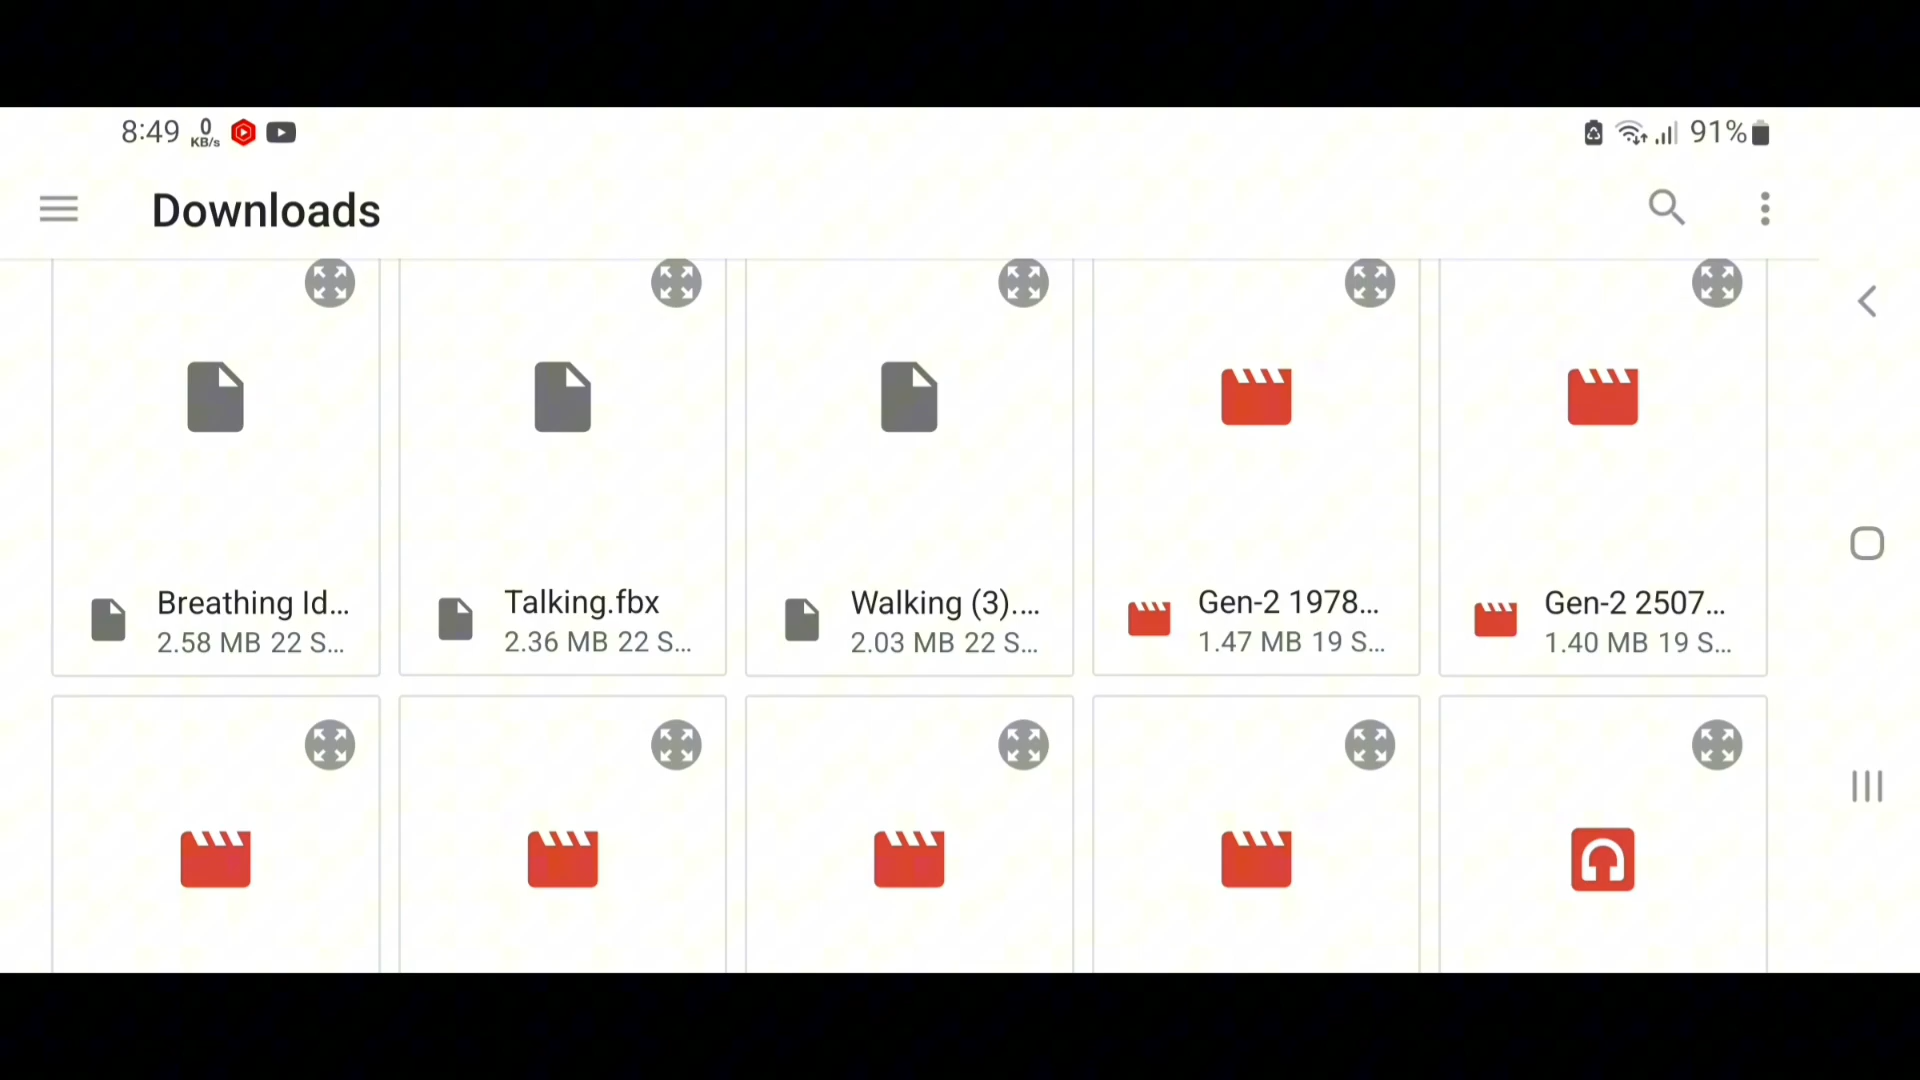 8:49 0 KB/s 91%
Downloads
Breathing Id... Talking.fbx Walking (3).... Gen-2 1978... Gen-2 2507...
2.58 MB 22 S... 2.36 MB 22 S... 2.03 MB 22 S... 1.47 MB 19 S... 1.40 MB 19 S...